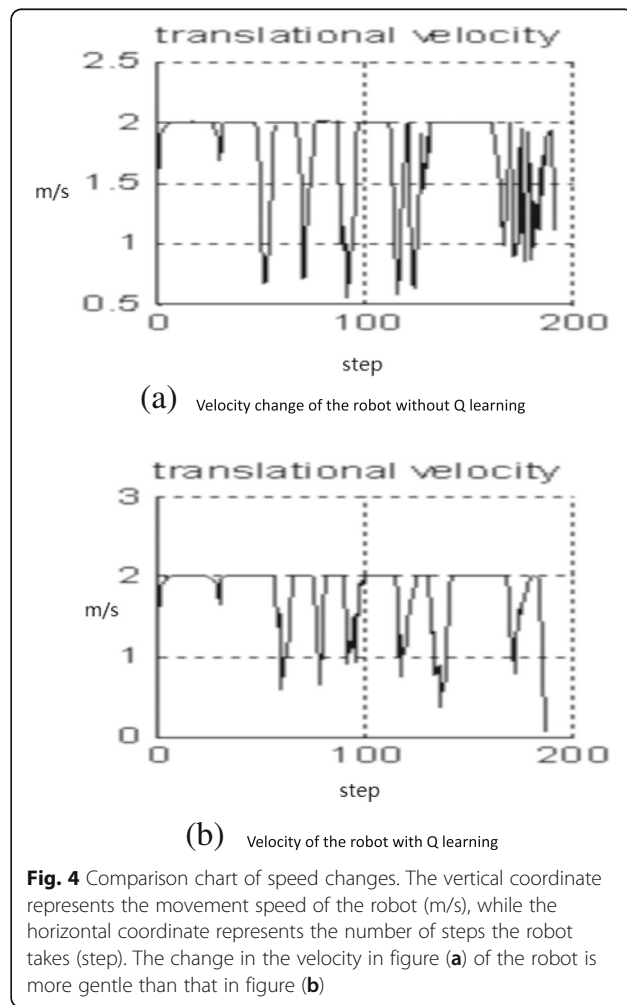 translational velocity
2.5
2
m/s
1.5
1
0.5
0
100
200
step
(a) Velocity change of the robot without Q learning
translational velocity
3
2
m/s
1
0
0
100
200
step
(b) Velocity of the robot with Q learning
Fig. 4 Comparison chart of speed changes. The vertical coordinate
represents the movement speed of the robot (m/s), while the
horizontal coordinate represents the number of steps the robot
takes (step). The change in the velocity in figure (a) of the robot is
more gentle than that in figure (b)